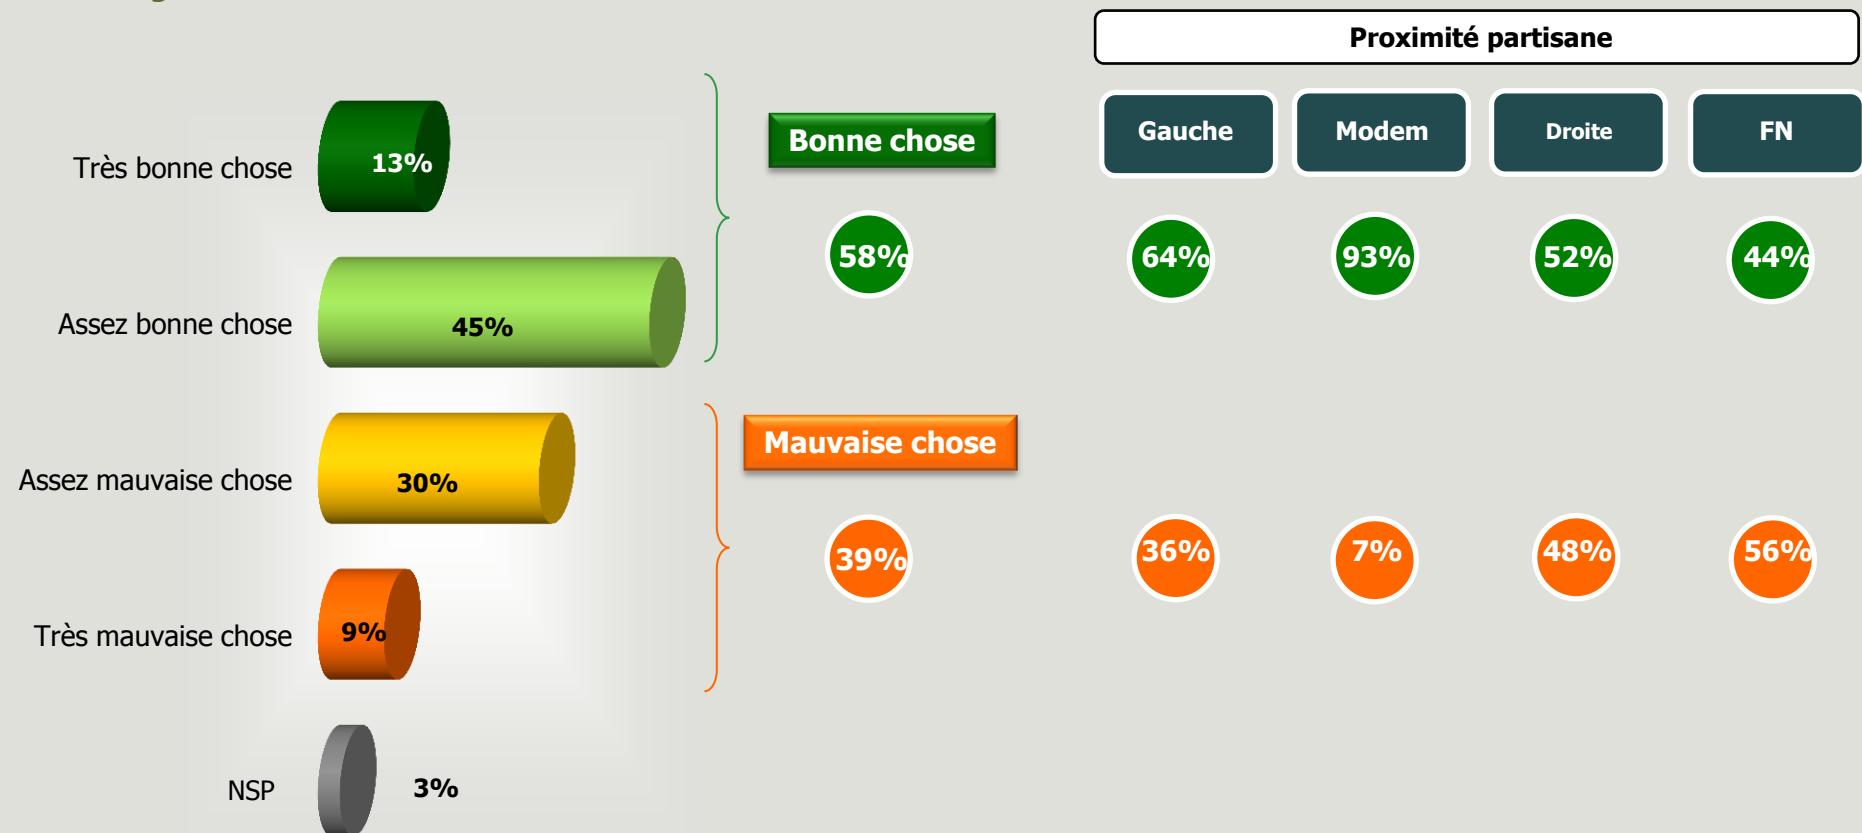 Proximité partisane
Gauche
Modem
Droite
FN
Très bonne chose
13%
Bonne chose
58%
64%
93%
52%
44%
Assez bonne chose
45%
Assez mauvaise chose
30%
Mauvaise chose
39%
36%
7%
48%
56%
Très mauvaise chose
9%
NSP
3%